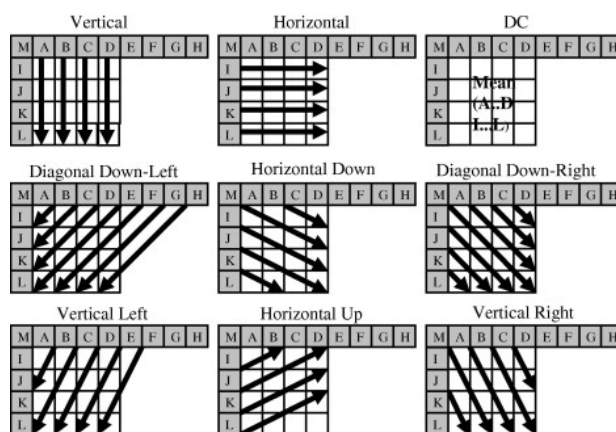 Vertical
Horizontal
DC
M A B C D E F G H
M A B C D E F G H
M A B C D E F G H
I
I
I
J
J
J
K
K
K
L
L
L
Mean
(A..D
I...L)
Diagonal Down-Left
Horizontal Down
Diagonal Down-Right
M A B C D E F G H
M A B C D E F G H
M A B C D E F G H
I
I
I
J
J
J
K
K
K
L
L
L
Vertical Left
Horizontal Up
Vertical Right
M A B C D E F G H
M A B C D E F G H
M A B C D E F G H
I
I
I
J
J
J
K
K
K
L
L
L